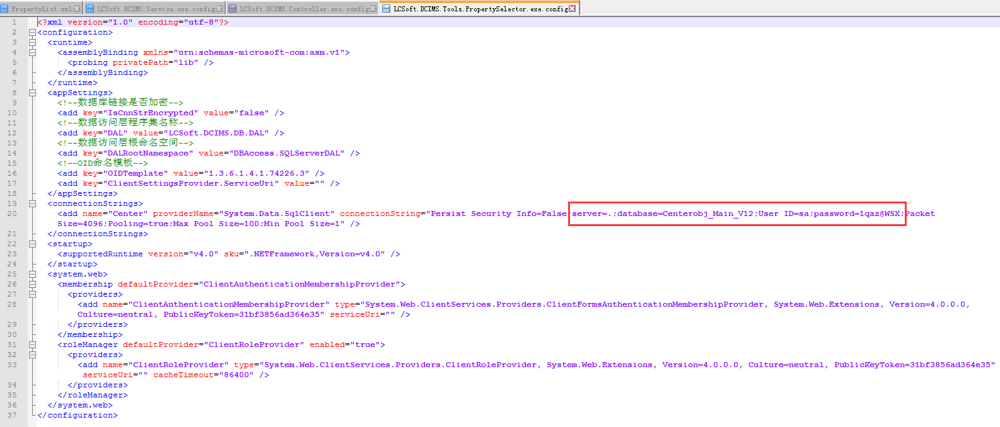 PropertyList.xml LCSoft.DCIMS.Service.exe.config LCSoft.DCIMS.Controller.exe.config LCSoft.DCIMS.Tools.PropertySelector.exe.config
1 <?xml version="1.0" encoding="utf-8"?>
2 <configuration>
3 <runtime>
4 <assemblyBinding xmlns="urn:schemas-microsoft-com:asm.v1">
5 <probing privatePath="lib" />
6 </assemblyBinding>
7 </runtime>
8 <appSettings>
9 <!--数据库链接是否加密-->
10 <add key="IsCnnStrEncrypted" value="false" />
11 <!--数据访问层程序集名称-->
12 <add key="DAL" value="LCSoft.DCIMS.DB.DAL" />
13 <!--数据访问层根命名空间-->
14 <add key="DALRootNamespace" value="DBAccess.SQLServerDAL" />
15 <!--OID命名模板-->
16 <add key="OIDTemplate" value="1.3.6.1.4.1.74226.3" />
17 <add key="ClientSettingsProvider.ServiceUri" value="" />
18 </appSettings>
19 <connectionStrings>
20 <add name="Center" providerName="System.Data.SqlClient" connectionString="Persist Security Info=False;server=.;database=Centerobj_Main_V12;User ID=sa;password=1qaz@WSX;Packet
Size=4096;Pooling=true;Max Pool Size=100;Min Pool Size=1" />
21 </connectionStrings>
22 <startup>
23 <supportedRuntime version="v4.0" sku=".NETFramework,Version=v4.0" />
24 </startup>
25 <system.web>
26 <membership defaultProvider="ClientAuthenticationMembershipProvider">
27 <providers>
28 <add name="ClientAuthenticationMembershipProvider" type="System.Web.ClientServices.Providers.ClientFormsAuthenticationMembershipProvider, System.Web.Extensions, Version=4.0.0.0,
Culture=neutral, PublicKeyToken=31bf3856ad364e35" serviceUri="" />
29 </providers>
30 </membership>
31 <roleManager defaultProvider="ClientRoleProvider" enabled="true">
32 <providers>
33 <add name="ClientRoleProvider" type="System.Web.ClientServices.Providers.ClientRoleProvider, System.Web.Extensions, Version=4.0.0.0, Culture=neutral, PublicKeyToken=31bf3856ad364e35"
serviceUri="" cacheTimeout="86400" />
34 </providers>
35 </roleManager>
36 </system.web>
37 </configuration>